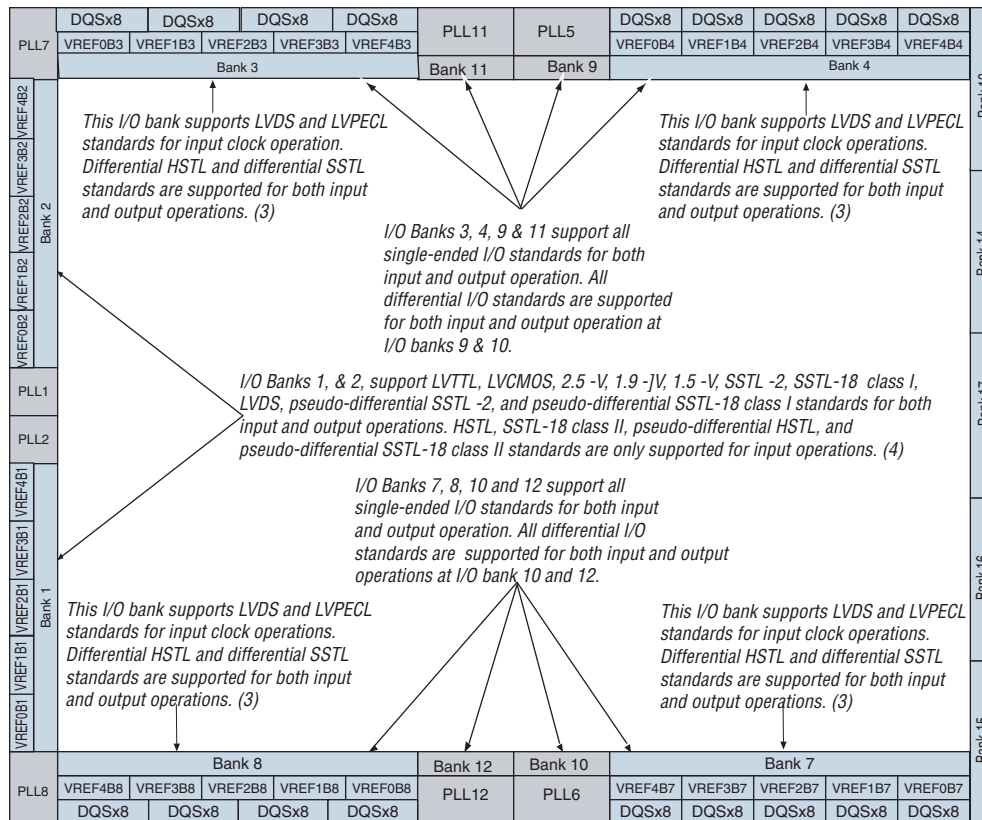 DQSx8 DQSx8 DQSx8 DQSx8
PLL11 PLL5
DQSx8 DQSx8 DQSx8 DQSx8 DQSx8
PLL7
VREF0B3 VREF1B3 VREF2B3 VREF3B3 VREF4B3
VREF0B4 VREF1B4 VREF2B4 VREF3B4 VREF4B4
Bank 3
Bank 11 Bank 9
Bank 4
VREF4B2
VREF3B2
VREF2B2
VREF1B2
VREF0B2
Bank 2
This I/O bank supports LVDS and LVPECL
standards for input clock operation.
Differential HSTL and differential SSTL
standards are supported for both input
and output operations. (3)
This I/O bank supports LVDS and LVPECL
standards for input clock operations.
Differential HSTL and differential SSTL
standards are supported for both input
and output operations. (3)
Bank 14
I/O Banks 3, 4, 9 & 11 support all
single-ended I/O standards for both
input and output operation. All
differential I/O standards are supported
for both input and output operation at
I/O banks 9 & 10.
PLL1
PLL2
Bank 17
I/O Banks 1, & 2, support LVTTL, LVCMOS, 2.5 -V, 1.9 -]V, 1.5 -V, SSTL -2, SSTL-18 class I,
LVDS, pseudo-differential SSTL -2, and pseudo-differential SSTL-18 class I standards for both
input and output operations. HSTL, SSTL-18 class II, pseudo-differential HSTL, and
pseudo-differential SSTL-18 class II standards are only supported for input operations. (4)
VREF4B1
VREF3B1
VREF2B1
VREF1B1
VREF0B1
Bank 1
I/O Banks 7, 8, 10 and 12 support all
single-ended I/O standards for both input
and output operation. All differential I/O
standards are supported for both input and output
operations at I/O bank 10 and 12.
Bank 16
This I/O bank supports LVDS and LVPECL
standards for input clock operations.
Differential HSTL and differential SSTL
standards are supported for both input
and output operations. (3)
This I/O bank supports LVDS and LVPECL
standards for input clock operations.
Differential HSTL and differential SSTL
standards are supported for both input
and output operations. (3)
Bank 15
Bank 8
Bank 12 Bank 10
Bank 7
PLL8
VREF4B8 VREF3B8 VREF2B8 VREF1B8 VREF0B8
PLL12 PLL6
VREF4B7 VREF3B7 VREF2B7 VREF1B7 VREF0B7
DQSx8 DQSx8 DQSx8 DQSx8
DQSx8 DQSx8 DQSx8 DQSx8 DQSx8